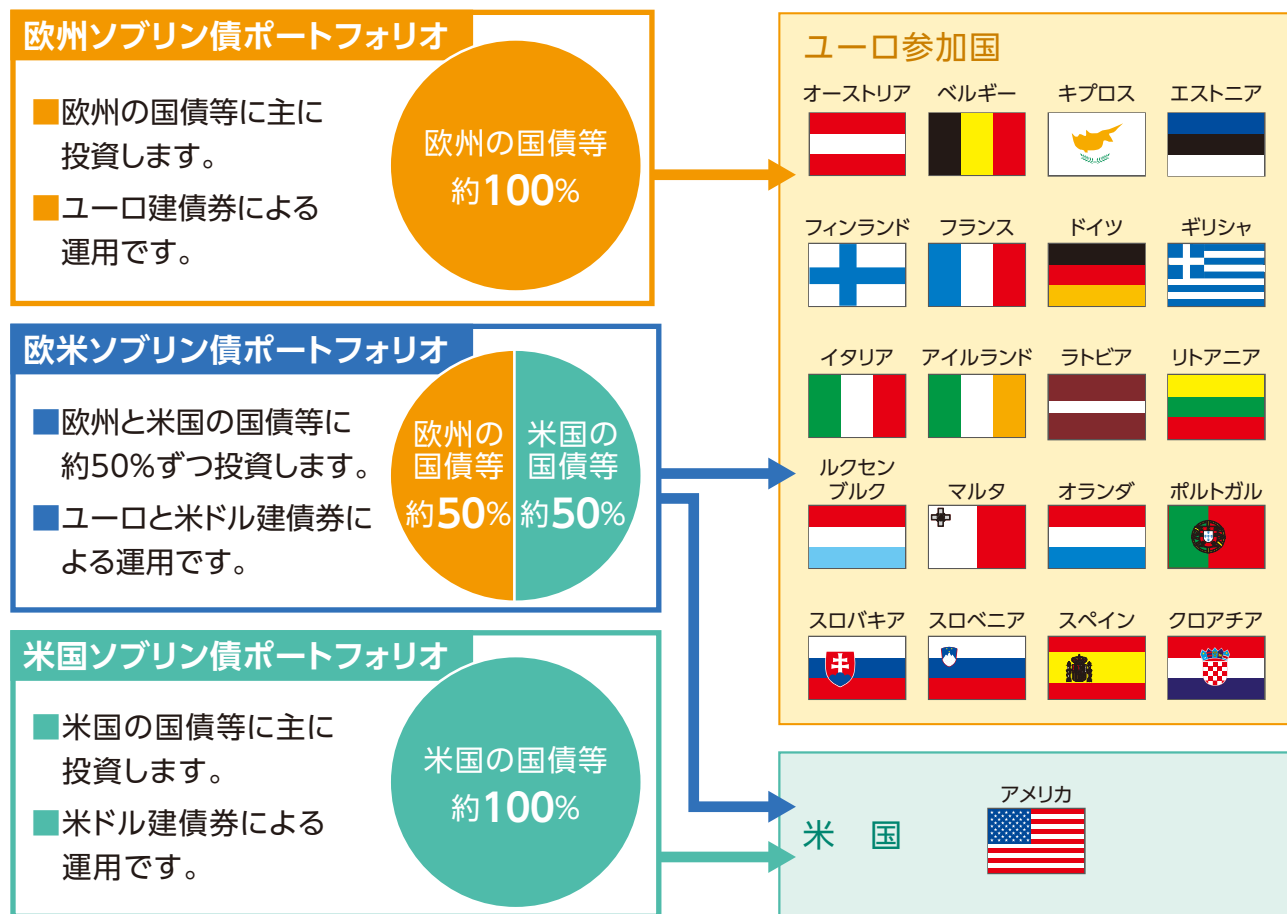 欧州ソブリン債ポートフォリオ
■欧州の国債等に主に
投資します。
■ユーロ建債券による
運用です。
欧州の国債等
約100%
欧米ソブリン債ポートフォリオ
■欧州と米国の国債等に
約50%ずつ投資します。
■ユーロと米ドル建債券に
よる運用です。
欧州の
国債等
約50%
米国の
国債等
約50%
米国ソブリン債ポートフォリオ
■米国の国債等に主に
投資します。
■米ドル建債券による
運用です。
米国の国債等
約100%
ユーロ参加国
オーストリア ベルギー キプロス エストニア
フィンランド フランス ドイツ ギリシャ
イタリア アイルランド ラトビア リトアニア
ルクセン
ブルク マルタ オランダ ポルトガル
スロバキア スロベニア スペイン クロアチア
米 国
アメリカ